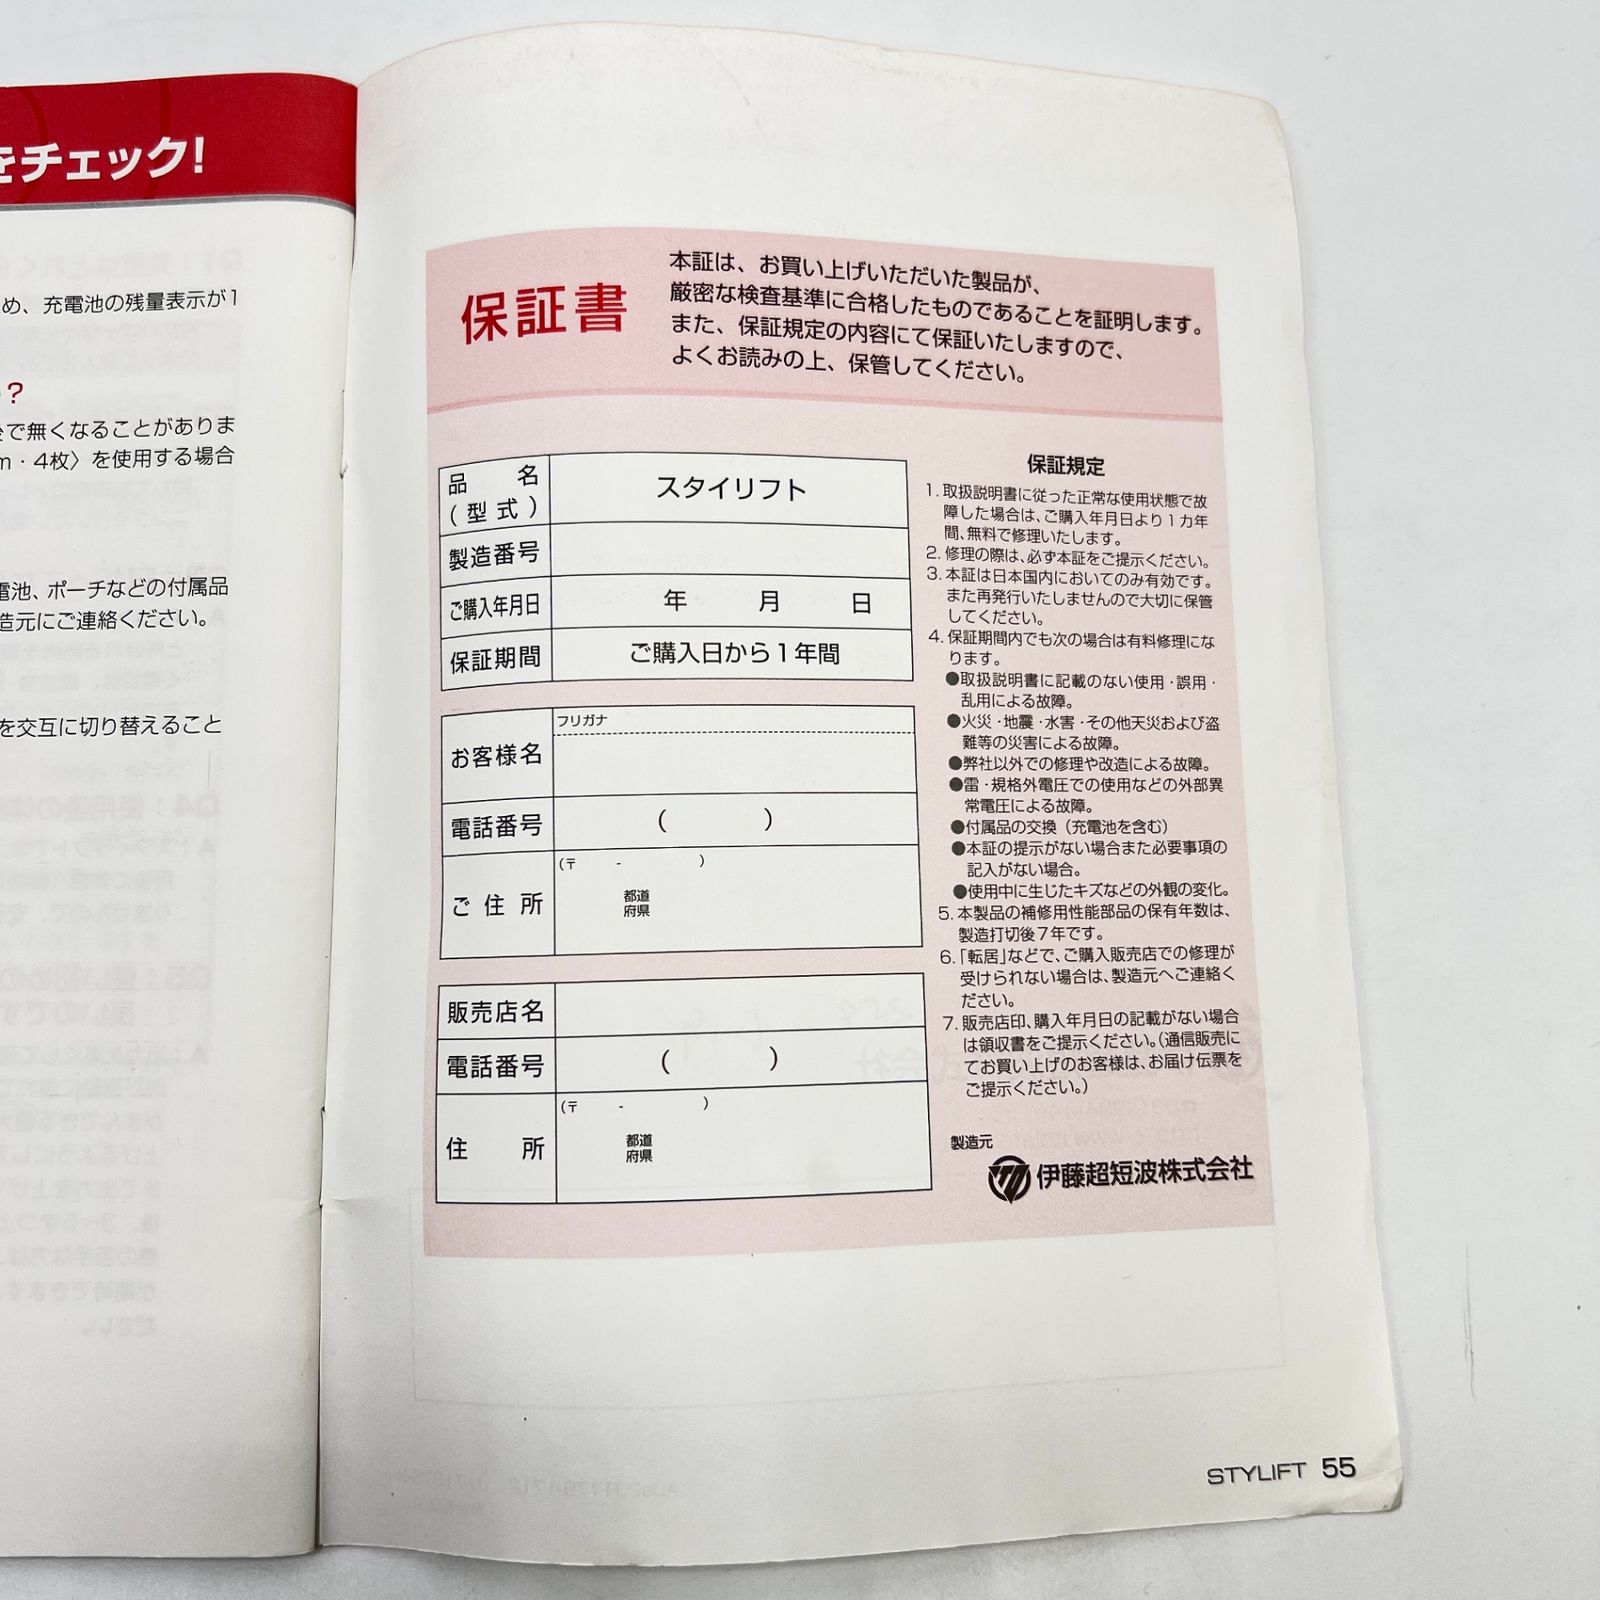 をチェック!
め、充電池の残量表示が1
?
後で無くなることがありま
m・4枚〉を使用する場合
電池、ポーチなどの付属品
造元にご連絡ください。
を交互に切り替えること
保証書
本証は、お買い上げいただいた製品が、
厳密な検査基準に合格したものであることを証明します。
また、保証規定の内容にて保証いたしますので、
よくお読みの上、保管してください。
品名
(型式)
スタイリフト
製造番号
ご購入年月日
年 月 日
保証期間
ご購入日から1年間
お客様名
フリガナ
電話番号
( )
ご住所
(〒 - )
都道
府県
販売店名
電話番号
( )
住所
(〒 - )
都道
府県
保証規定
1. 取扱説明書に従った正常な使用状態で故
障した場合は、ご購入年月日より1カ年
間、無料で修理いたします。
2. 修理の際は、必ず本証をご提示ください。
3. 本証は日本国内においてのみ有効です。
また再発行いたしませんので大切に保管
してください。
4. 保証期間内でも次の場合は有料修理にな
ります。
●取扱説明書に記載のない使用・誤用・
乱用による故障。
●火災・地震・水害・その他天災および盗
難等の災害による故障。
●弊社以外での修理や改造による故障。
●雷・規格外電圧での使用などの外部異
常電圧による故障。
●付属品の交換(充電池を含む)
●本証の提示がない場合また必要事項の
記入がない場合。
●使用中に生じたキズなどの外観の変化。
5. 本製品の補修用性能部品の保有年数は、
製造打切後7年です。
6. 「転居」などで、ご購入販売店での修理が
受けられない場合は、製造元へご連絡く
ださい。
7. 販売店印、購入年月日の記載がない場合
は領収書をご提示ください。(通信販売に
てお買い上げのお客様は、お届け伝票を
ご提示ください。)
製造元
伊藤超短波株式会社
STYLIFT 55